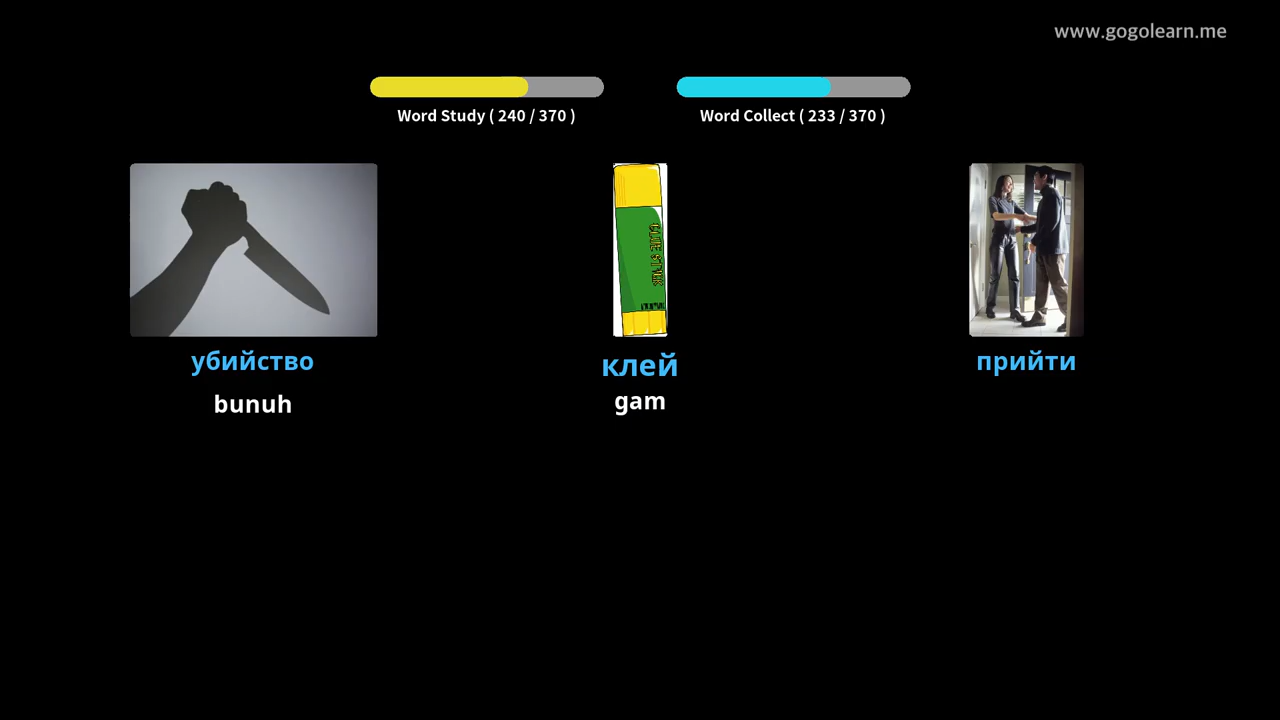 www.gogolearn.me
Word Study ( 240 / 370 )
Word Collect ( 233 / 370 )
убийство
клей
прийти
bunuh
gam